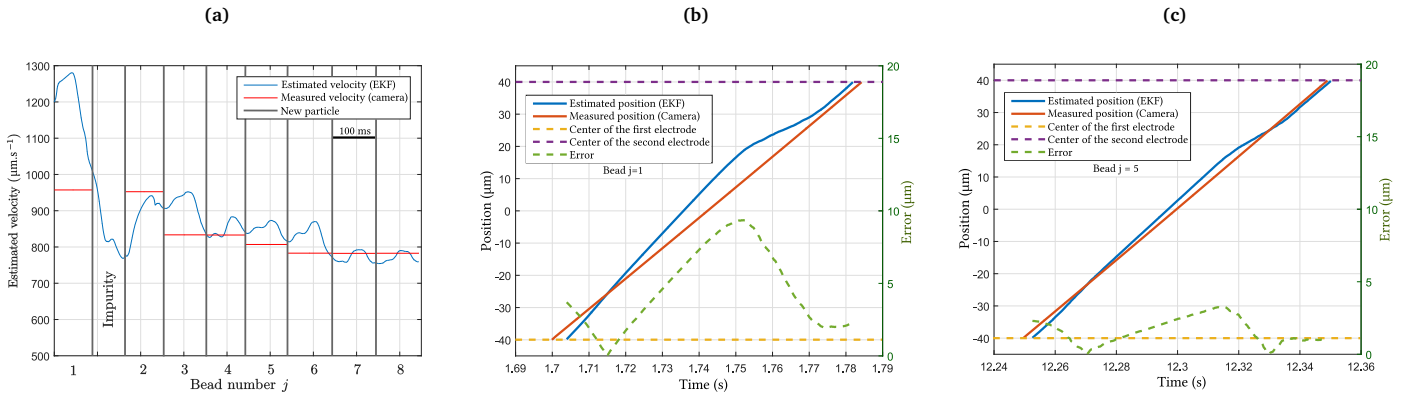 (a)
1300
1200
1100
1000
900
800
700
600
500
Estimated velocity (µm.s⁻¹)
Estimated velocity (EKF)
Measured velocity (camera)
New particle
100 ms
Impurity
1 2 3 4 5 6 7 8
Bead number j
(b)
40
30
20
10
0
-10
-20
-30
-40
Position (µm)
Estimated position (EKF)
Measured position (Camera)
Center of the first electrode
Center of the second electrode
Error
Bead j=1
20
15
10
5
0
Error (µm)
1.69 1.7 1.71 1.72 1.73 1.74 1.75 1.76 1.77 1.78 1.79
Time (s)
(c)
40
30
20
10
0
-10
-20
-30
-40
Position (µm)
Estimated position (EKF)
Measured position (Camera)
Center of the first electrode
Center of the second electrode
Error
Bead j = 5
20
15
10
5
0
Error (µm)
12.24 12.26 12.28 12.3 12.32 12.34 12.36
Time (s)